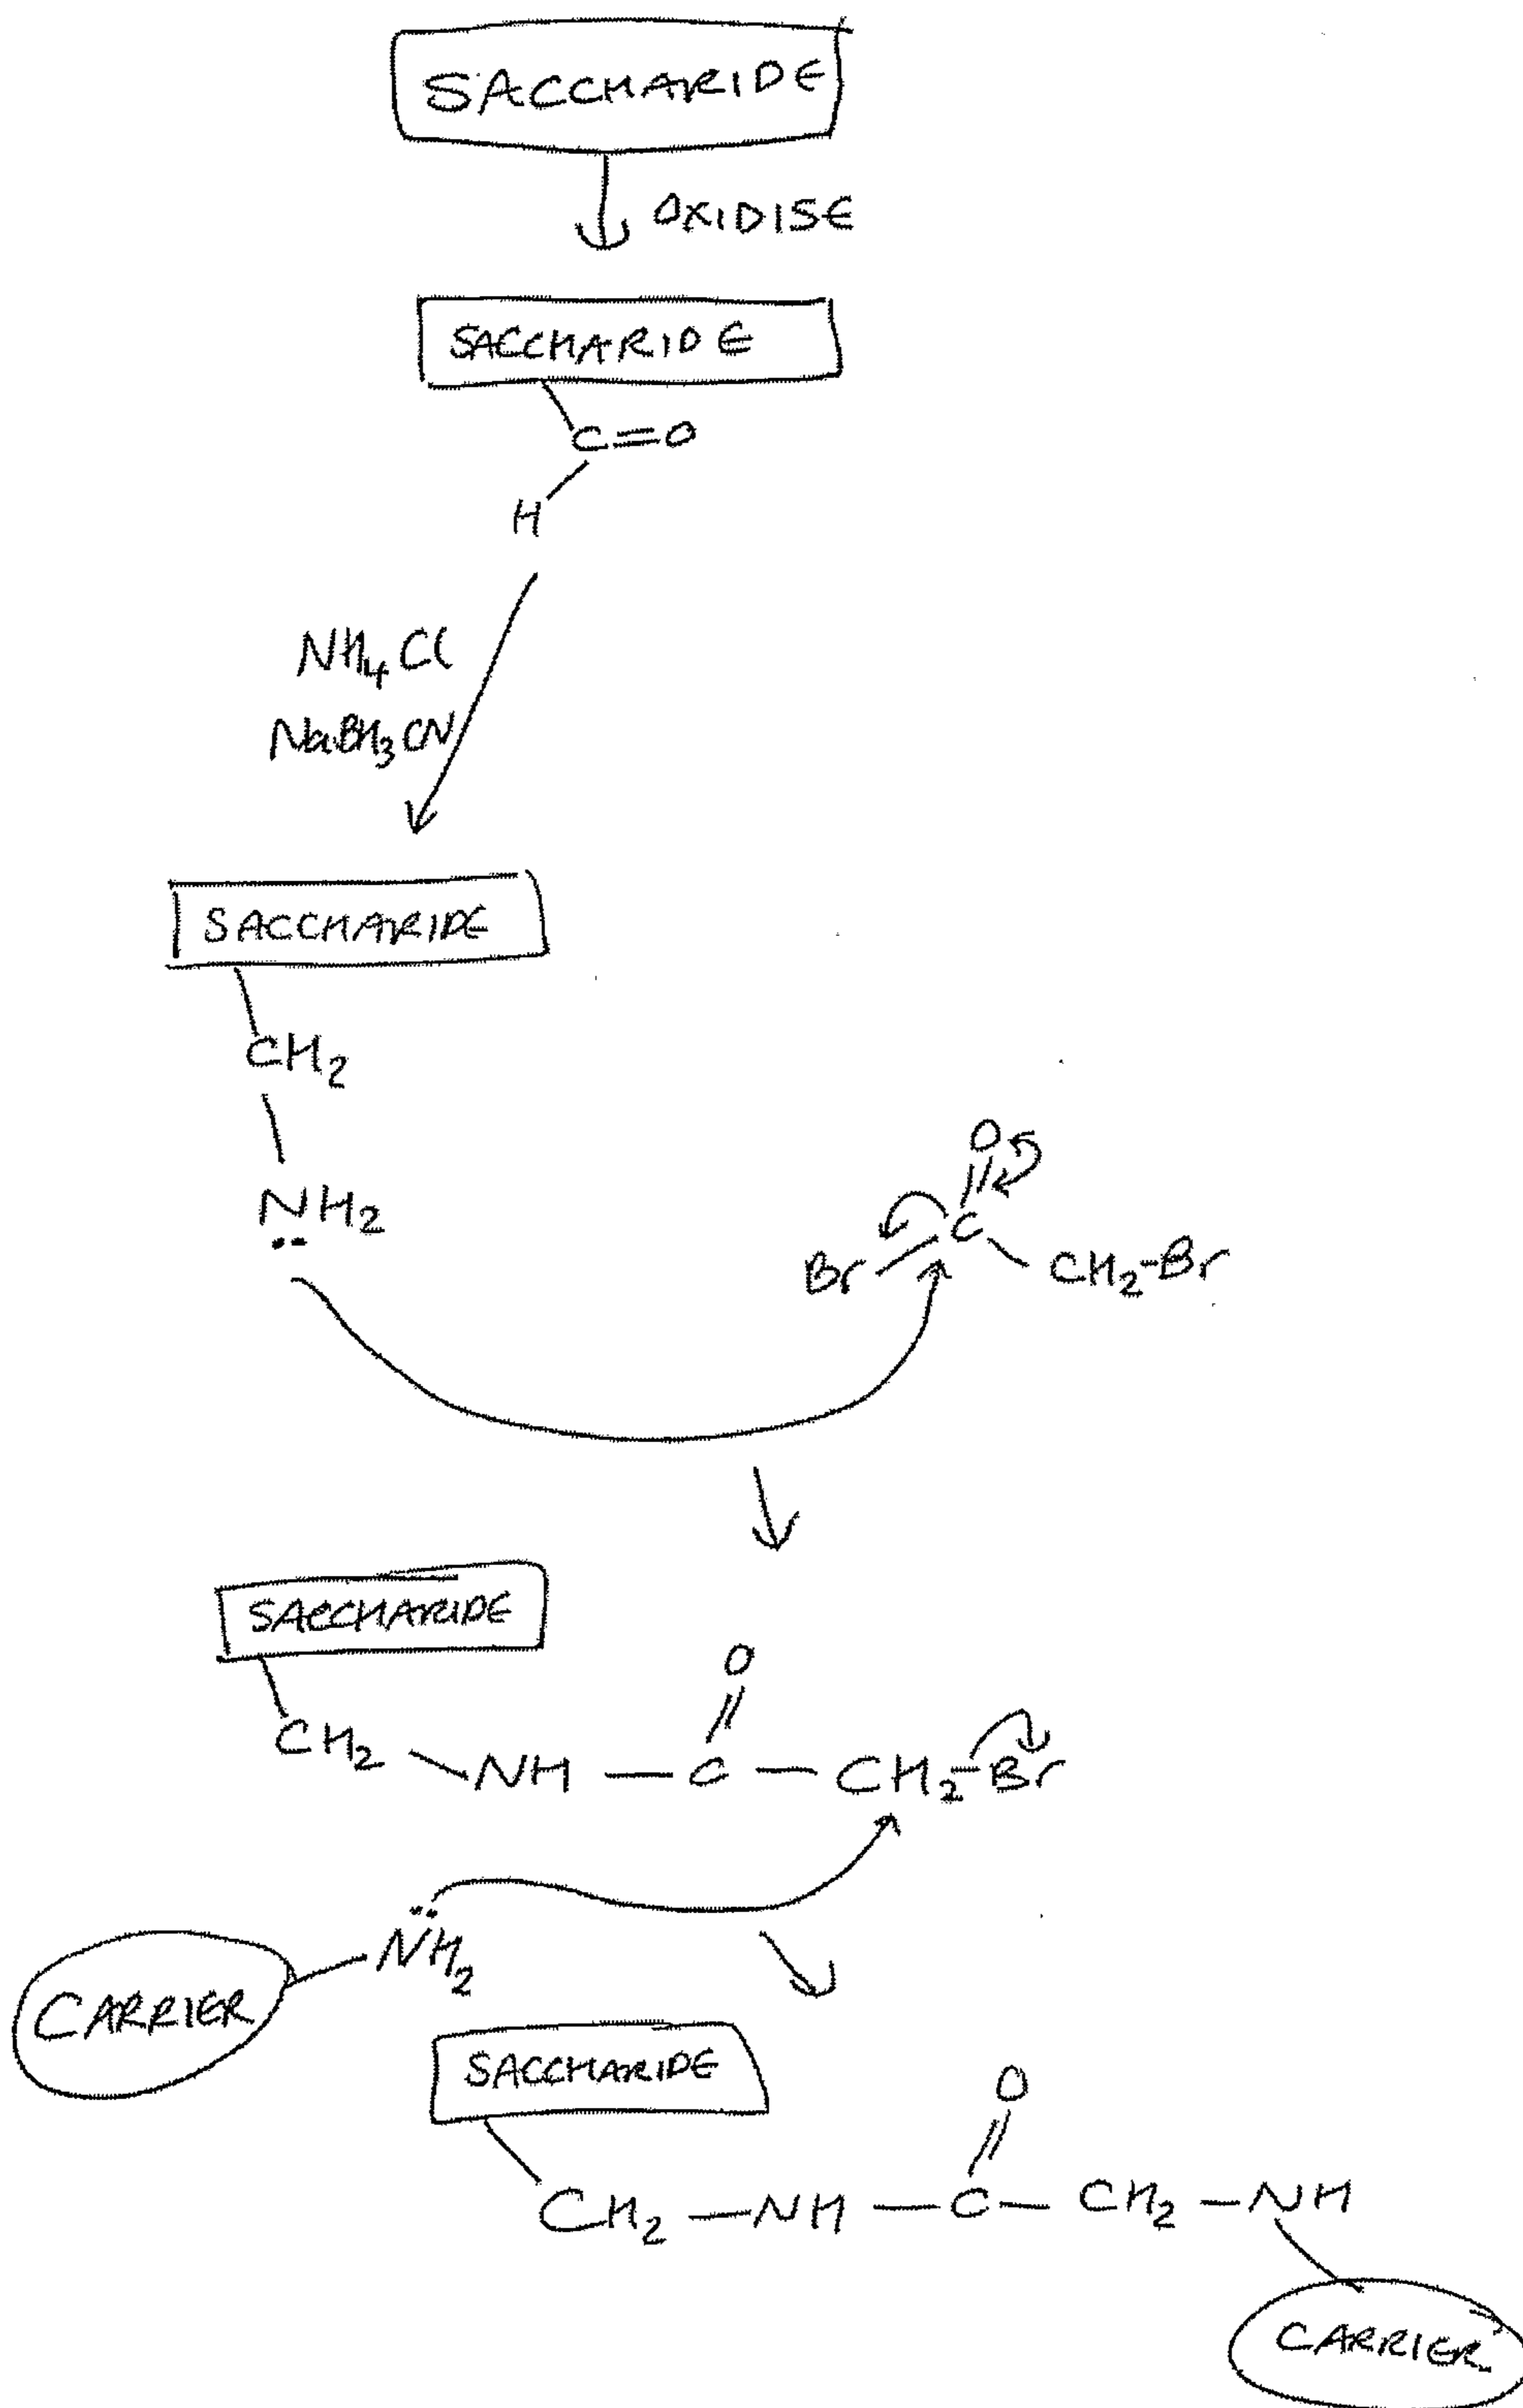 SACCHARIDE
OXIDISE
SACCHARIDE
C=O
H
NH4Cl
NaBH3CN
SACCHARIDE
CH2
NH2
O
Br C CH2-Br
SACCHARIDE
O
CH2 - NH - C - CH2-Br
NH2
CARRIER
SACCHARIDE
O
CH2 - NH - C - CH2 - NH
CARRIER